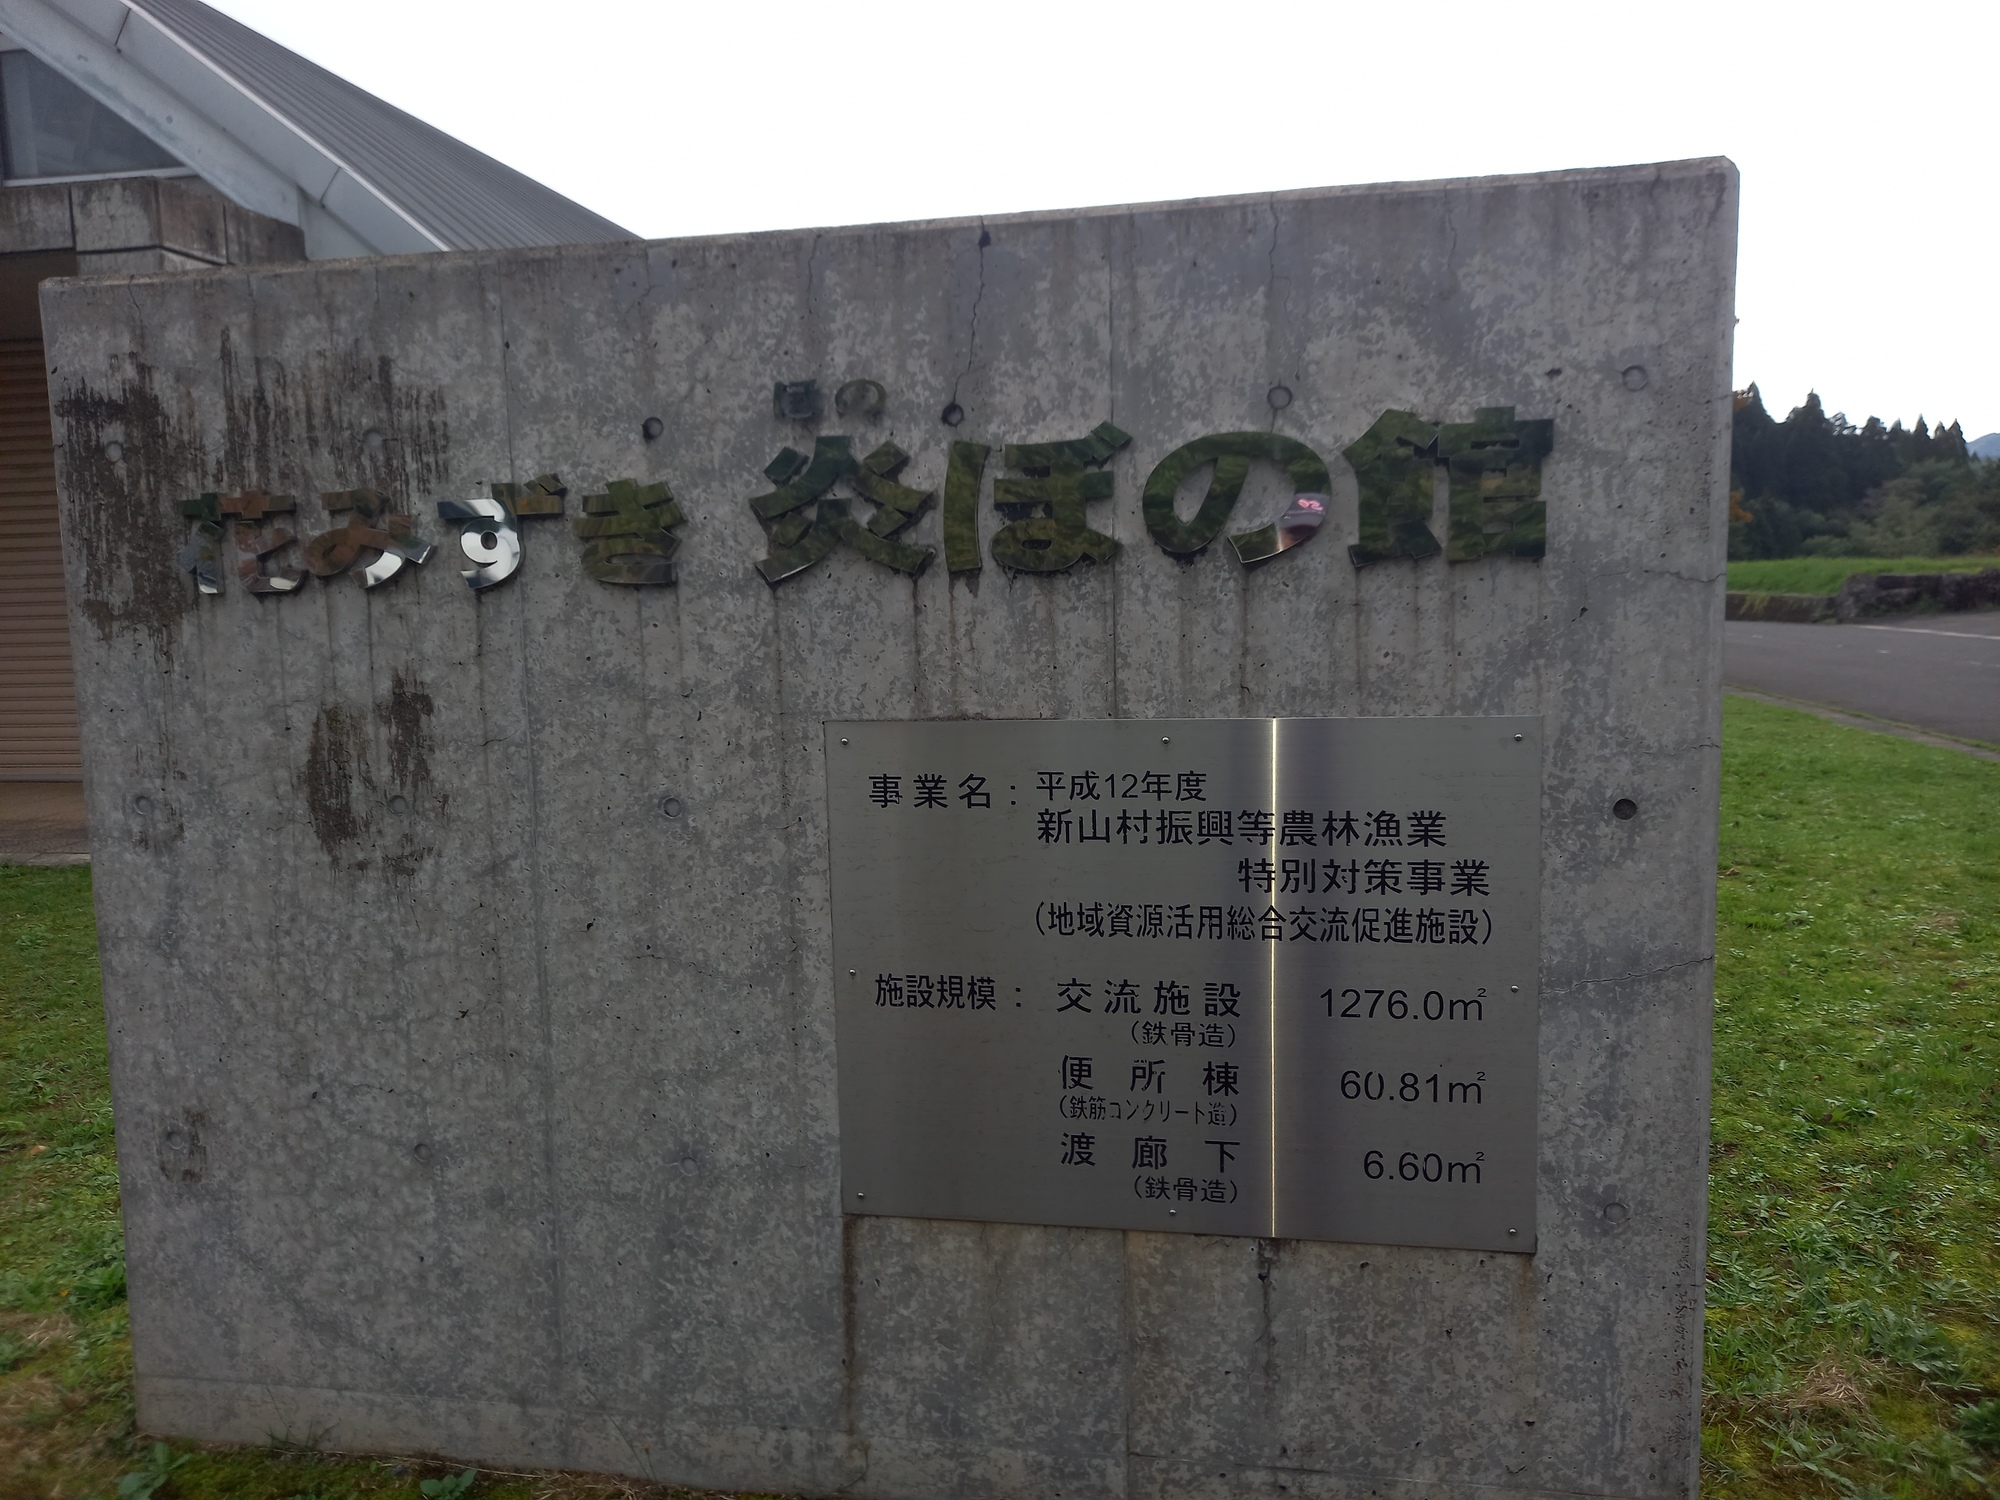 ほの
花みずき 炎ぼの館
事業名：平成12年度
新山村振興等農林漁業
特別対策事業
（地域資源活用総合交流促進施設）
施設規模：交流施設 1276.0㎡
（鉄骨造）
便所棟 60.81㎡
（鉄筋コンクリート造）
渡廊下 6.60㎡
（鉄骨造）